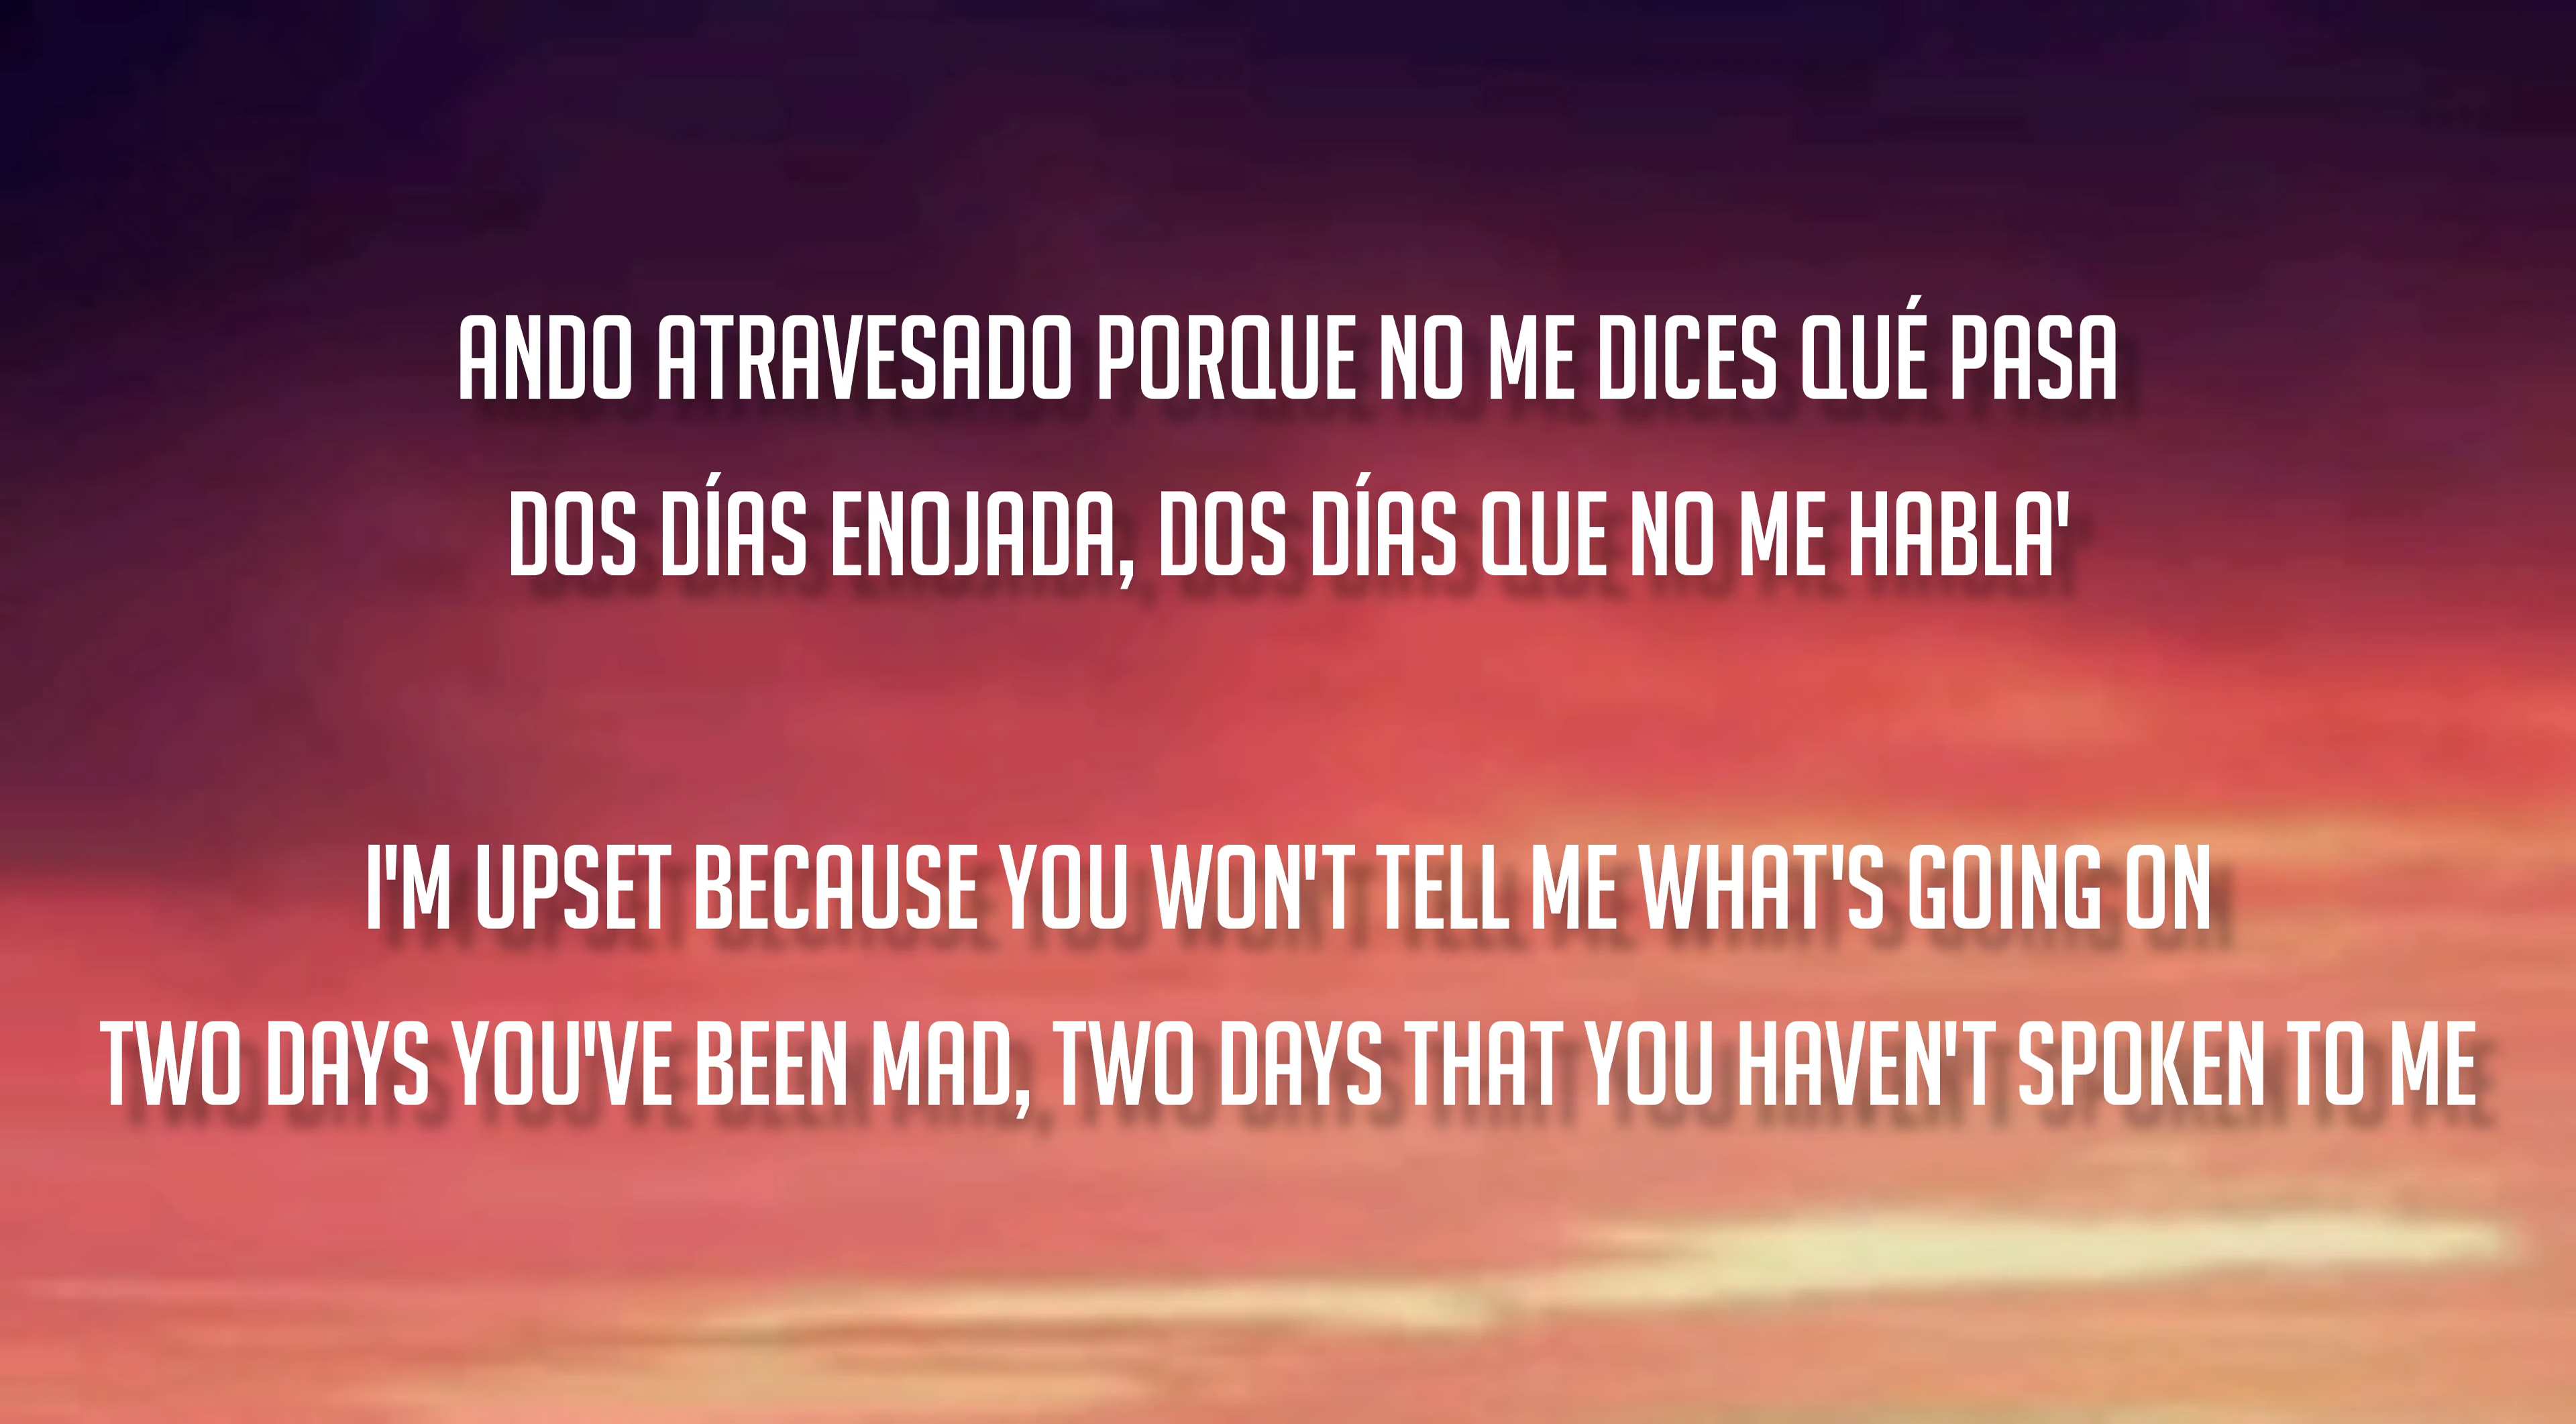 ANDO ATRAVESADO PORQUE NO ME DICES QUÉ PASA
DOS DÍAS ENOJADA, DOS DÍAS QUE NO ME HABLA'
I'M UPSET BECAUSE YOU WON'T TELL ME WHAT'S GOING ON
TWO DAYS YOU'VE BEEN MAD, TWO DAYS THAT YOU HAVEN'T SPOKEN TO ME